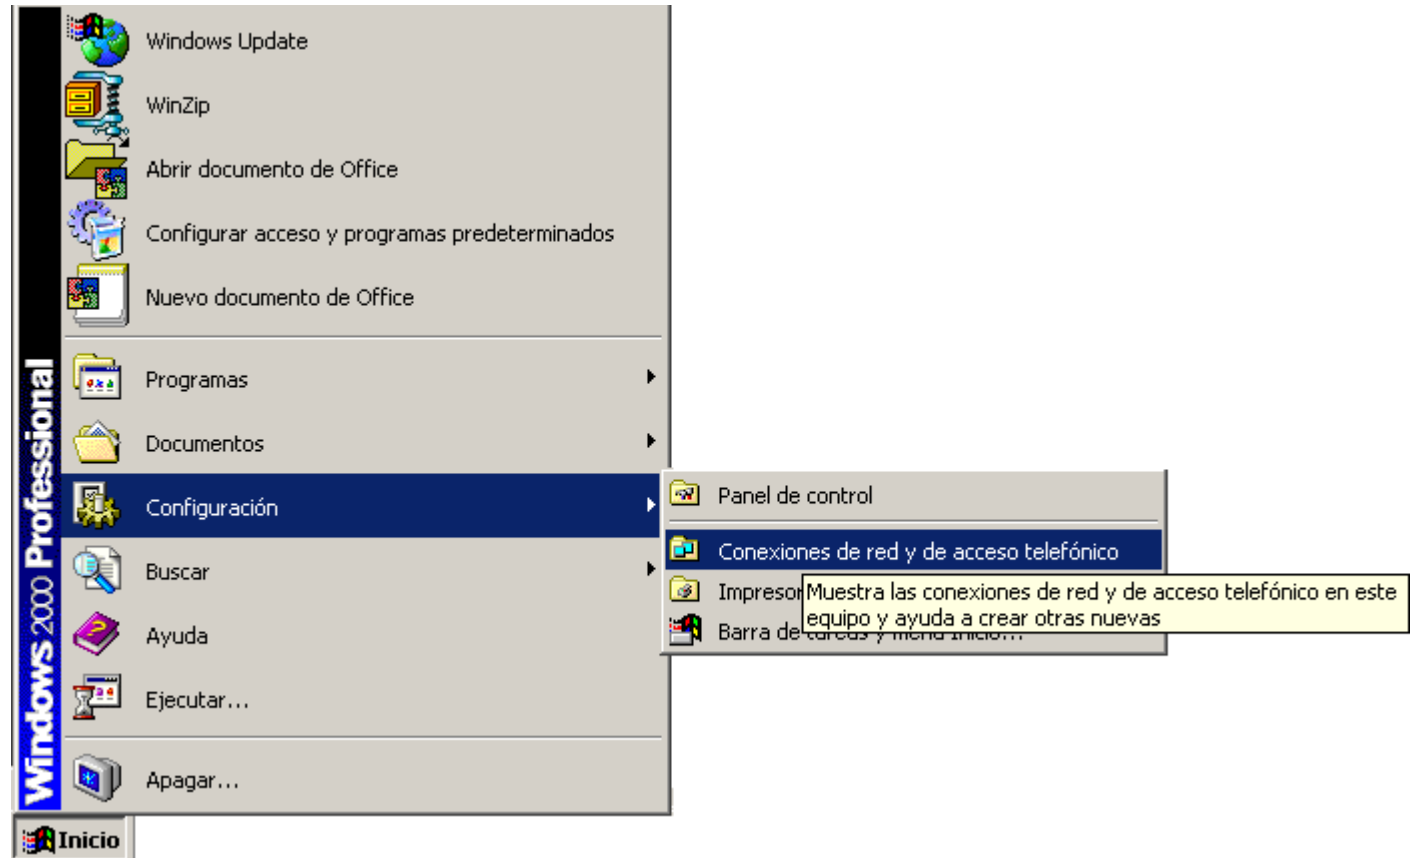 Windows Update
WinZip
Abrir documento de Office
Configurar acceso y programas predeterminados
Nuevo documento de Office
Programas
Documentos
Configuración
Buscar
Ayuda
Ejecutar...
Apagar...
Windows 2000 Professional
Inicio
Panel de control
Conexiones de red y de acceso telefónico
Muestra las conexiones de red y de acceso telefónico en este
equipo y ayuda a crear otras nuevas
Barra de